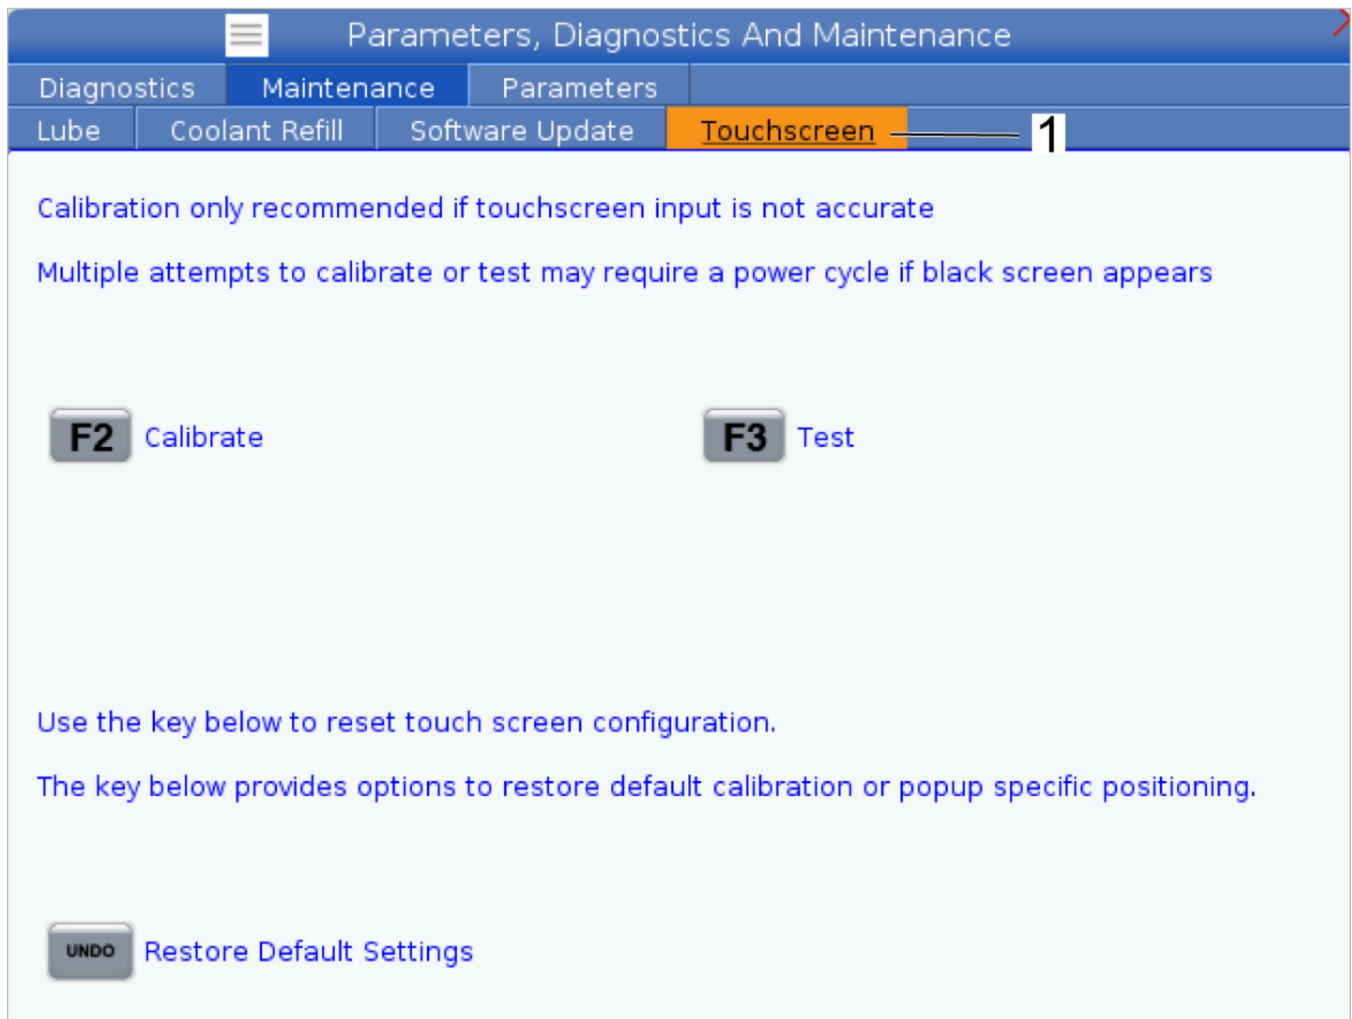 Parameters, Diagnostics And Maintenance
Diagnostics Maintenance Parameters
Lube Coolant Refill Software Update Touchscreen 1
Calibration only recommended if touchscreen input is not accurate
Multiple attempts to calibrate or test may require a power cycle if black screen appears
F2 Calibrate F3 Test
Use the key below to reset touch screen configuration.
The key below provides options to restore default calibration or popup specific positioning.
UNDO Restore Default Settings